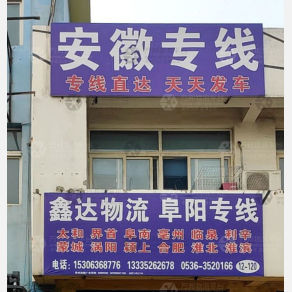 安徽专线
专线直达 天天发车
鑫达物流 阜阳专线
太和 界首 阜南 亳州 临泉 利辛
蒙城 涡阳 颍上 合肥 淮北 淮滨
电话: 15306368776 13335262678 0536-3520166 12-120